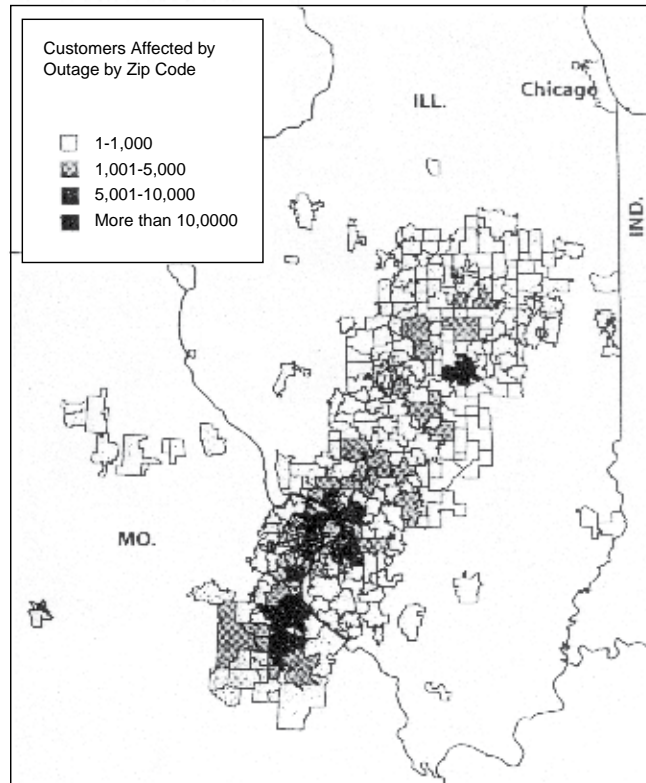 Customers Affected by
Outage by Zip Code
1-1,000
1,001-5,000
5,001-10,000
More than 10,0000
ILL.
Chicago
IND.
MO.